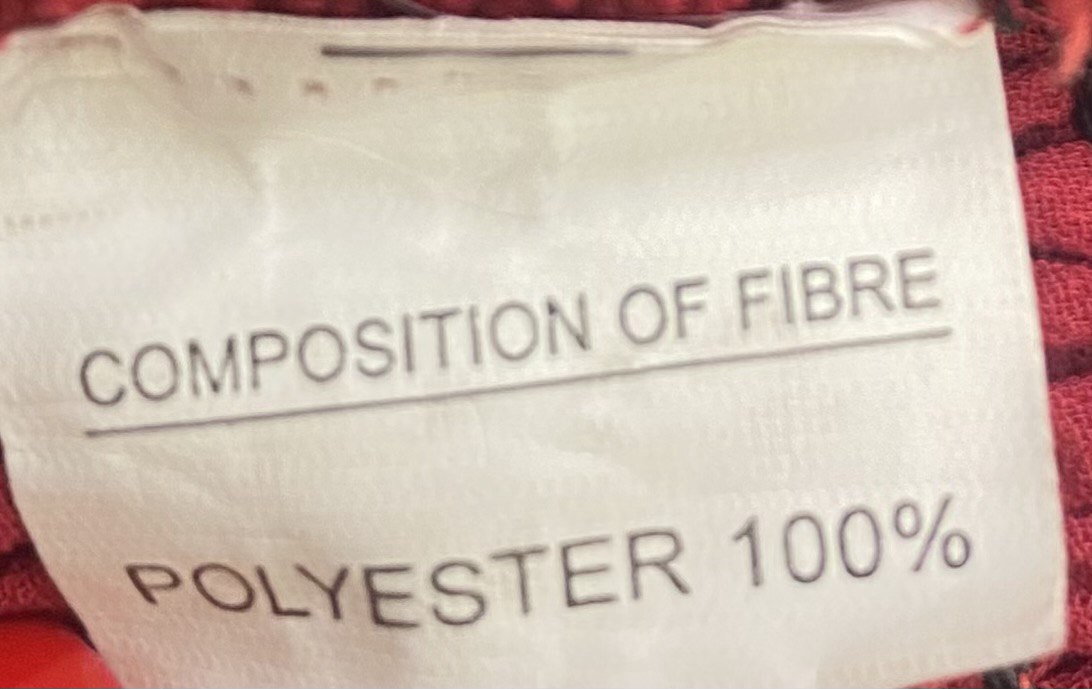 COMPOSITION OF FIBRE
POLYESTER 100%